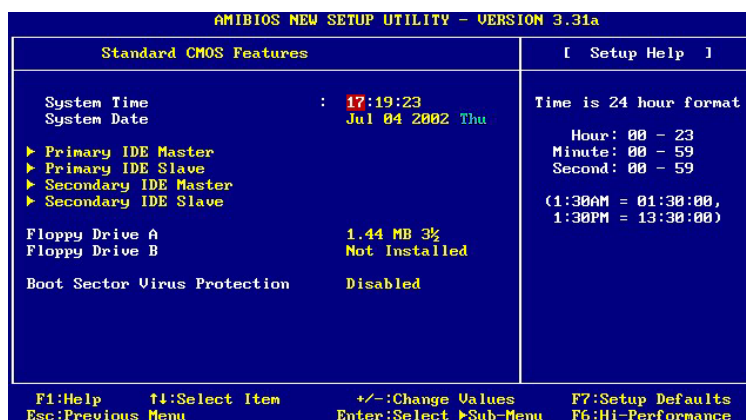 AMIBIOS NEW SETUP UTILITY - VERSION 3.31a
Standard CMOS Features
[ Setup Help ]
System Time : 17:19:23
System Date Jul 04 2002 Thu
▶ Primary IDE Master
▶ Primary IDE Slave
▶ Secondary IDE Master
▶ Secondary IDE Slave
Floppy Drive A 1.44 MB 3½
Floppy Drive B Not Installed
Boot Sector Virus Protection Disabled
Time is 24 hour format
Hour: 00 - 23
Minute: 00 - 59
Second: 00 - 59
(1:30AM = 01:30:00,
1:30PM = 13:30:00)
F1:Help ↑↓:Select Item +/-:Change Values F7:Setup Defaults
Esc:Previous Menu Enter:Select ▶Sub-Menu F6:Hi-Performance